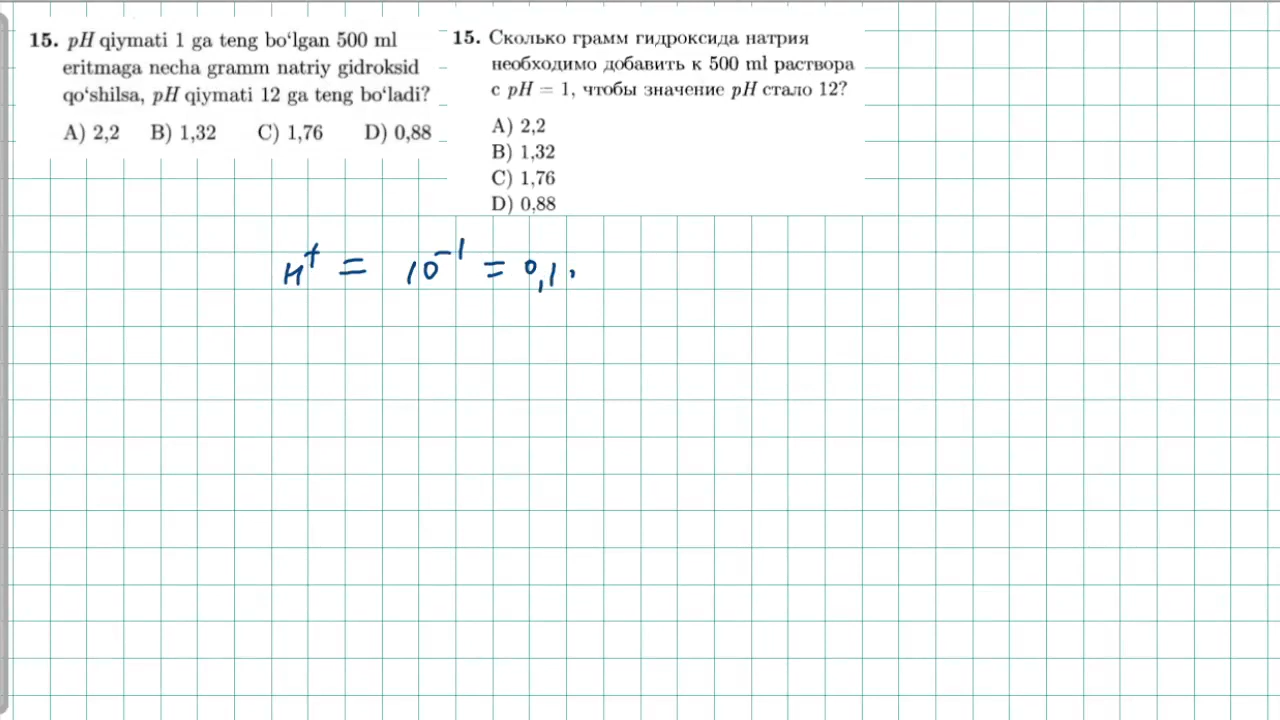 15. pH qiymati 1 ga teng bo‘lgan 500 ml
eritmaga necha gramm natriy gidroksid
qo‘shilsa, pH qiymati 12 ga teng bo‘ladi?
A) 2,2 B) 1,32 C) 1,76 D) 0,88
15. Сколько грамм гидроксида натрия
необходимо добавить к 500 ml раствора
с pH = 1, чтобы значение pH стало 12?
A) 2,2
B) 1,32
C) 1,76
D) 0,88
H⁺ = 10⁻¹ = 0,1.